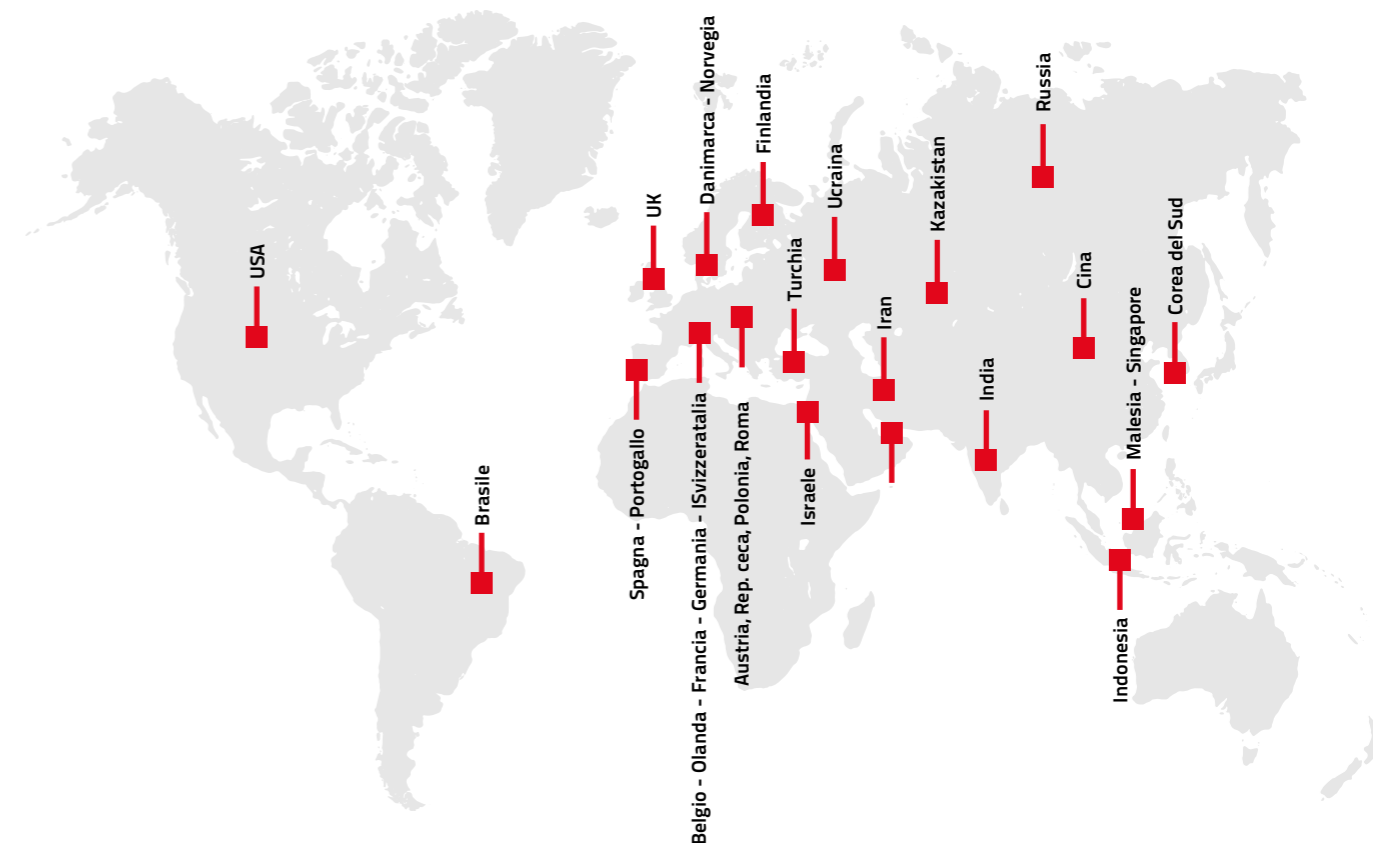 USA
Brasile
UK
Danimarca - Norvegia
Finlandia
Spagna - Portogallo
Belgio - Olanda - Francia - Germania - ISvizzeratalia
Austria, Rep. ceca, Polonia, Roma
Turchia
Ucraina
Israele
Iran
Kazakistan
India
Russia
Cina
Corea del Sud
Malesia - Singapore
Indonesia